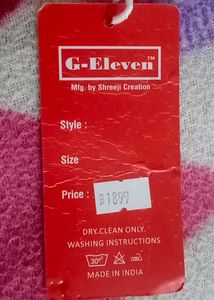 G-Eleven™
Mfg. by Shreeji Creation
Style :
Size
Price : 1899
DRY.CLEAN ONLY.
WASHING INSTRUCTIONS
30°
MADE IN INDIA